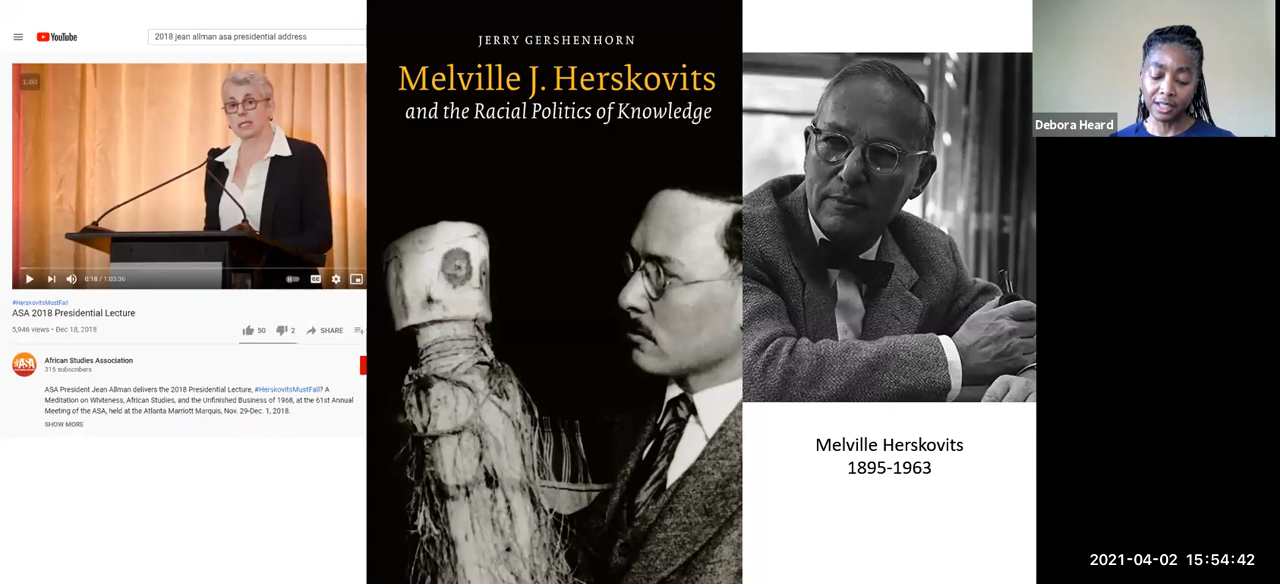 YouTube
2018 jean allman asa presidential address
1:00
0:18 / 1:03:36
CC
#HerskovitsMustFall
ASA 2018 Presidential Lecture
5,946 views • Dec 18, 2018
50
2
SHARE
ASA
African Studies Association
315 subscribers
ASA President Jean Allman delivers the 2018 Presidential Lecture, #HerskovitsMustFall? A
Meditation on Whiteness, African Studies, and the Unfinished Business of 1968, at the 61st Annual
Meeting of the ASA, held at the Atlanta Marriott Marquis, Nov. 29-Dec. 1, 2018.
SHOW MORE
JERRY GERSHENHORN
Melville J. Herskovits
and the Racial Politics of Knowledge
Melville Herskovits
1895-1963
Debora Heard
2021-04-02 15:54:42